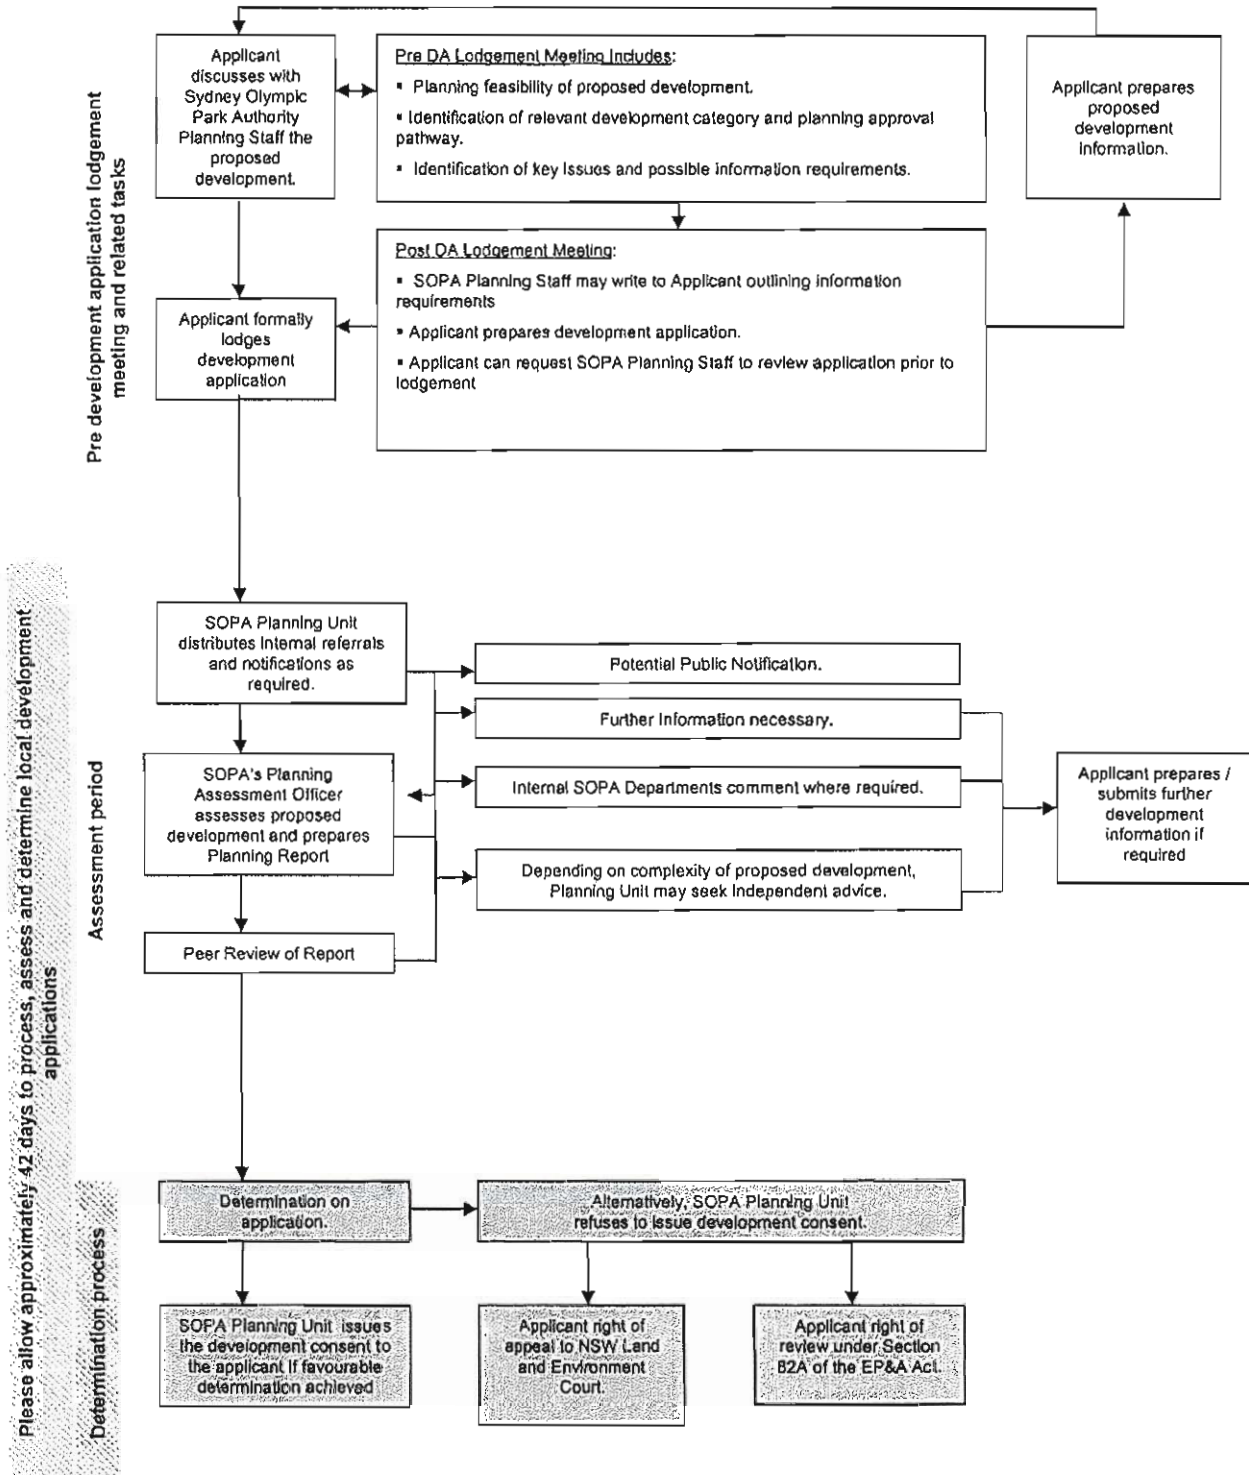 Applicant
discusses with
Sydney Olympic
Park Authority
Planning Staff the
proposed
development.
Pre DA Lodgement Meeting Includes:
▪ Planning feasibility of proposed development.
▪ Identification of relevant development category and planning approval
pathway.
▪ Identification of key issues and possible information requirements.
Applicant prepares
proposed
development
information.
Pre development application lodgement
meeting and related tasks
Applicant formally
lodges
development
application
Post DA Lodgement Meeting:
▪ SOPA Planning Staff may write to Applicant outlining information
requirements
▪ Applicant prepares development application.
▪ Applicant can request SOPA Planning Staff to review application prior to
lodgement
Please allow approximately 42 days to process, assess and determine local development
applications
Assessment period
SOPA Planning Unit
distributes internal referrals
and notifications as
required.
Potential Public Notification.
Further Information necessary.
SOPA's Planning
Assessment Officer
assesses proposed
development and prepares
Planning Report
Internal SOPA Departments comment where required.
Applicant prepares /
submits further
development
information if
required
Depending on complexity of proposed development,
Planning Unit may seek independent advice.
Peer Review of Report
Determination process
Determination on
application.
Alternatively, SOPA Planning Unit
refuses to issue development consent.
SOPA Planning Unit issues
the development consent to
the applicant if favourable
determination achieved
Applicant right of
appeal to NSW Land
and Environment
Court.
Applicant right of
review under Section
82A of the EP&A Act.